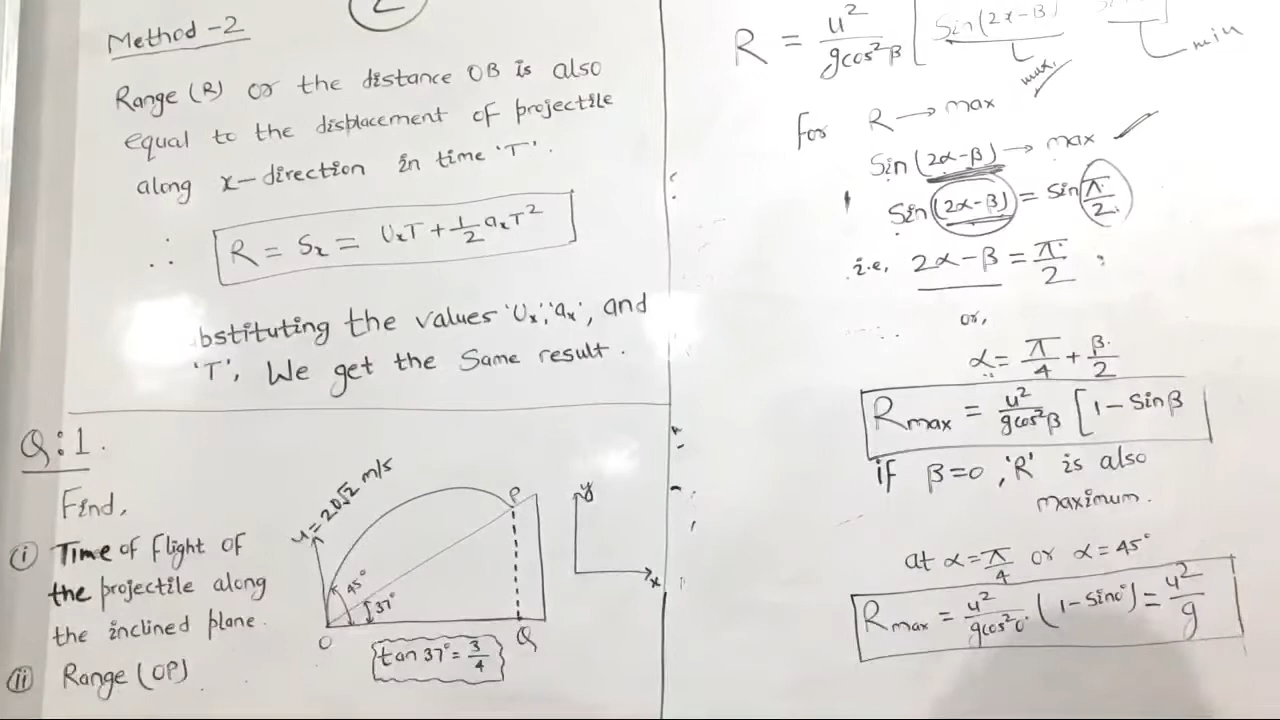 2
Method -2
Range (R) or the distance OB is also
equal to the displacement of projectile
along x-direction in time 'T'.
∴ R = Sx = UxT + 1/2 axT²
bstituting the values 'Ux', 'ax', and
'T', We get the Same result.
Q:1.
Find,
(i) Time of flight of
the projectile along
the inclined plane.
(ii) Range (OP)
u = 20√2 m/s
45°
37°
O
P
Q
y
x
tan 37° = 3/4
R = u²/gcos²β [Sin(2α-β)
max.
min
for R → max
Sin(2α-β) → max ✓
Sin(2α-β) = Sin π/2
i.e, 2α-β = π/2
or,
α = π/4 + β/2
Rmax = u²/gcos²β [1 - Sinβ
if β=0, 'R' is also
maximum.
at α = π/4 or α = 45°
Rmax = u²/gcos²0° (1 - sin0°) = u²/g